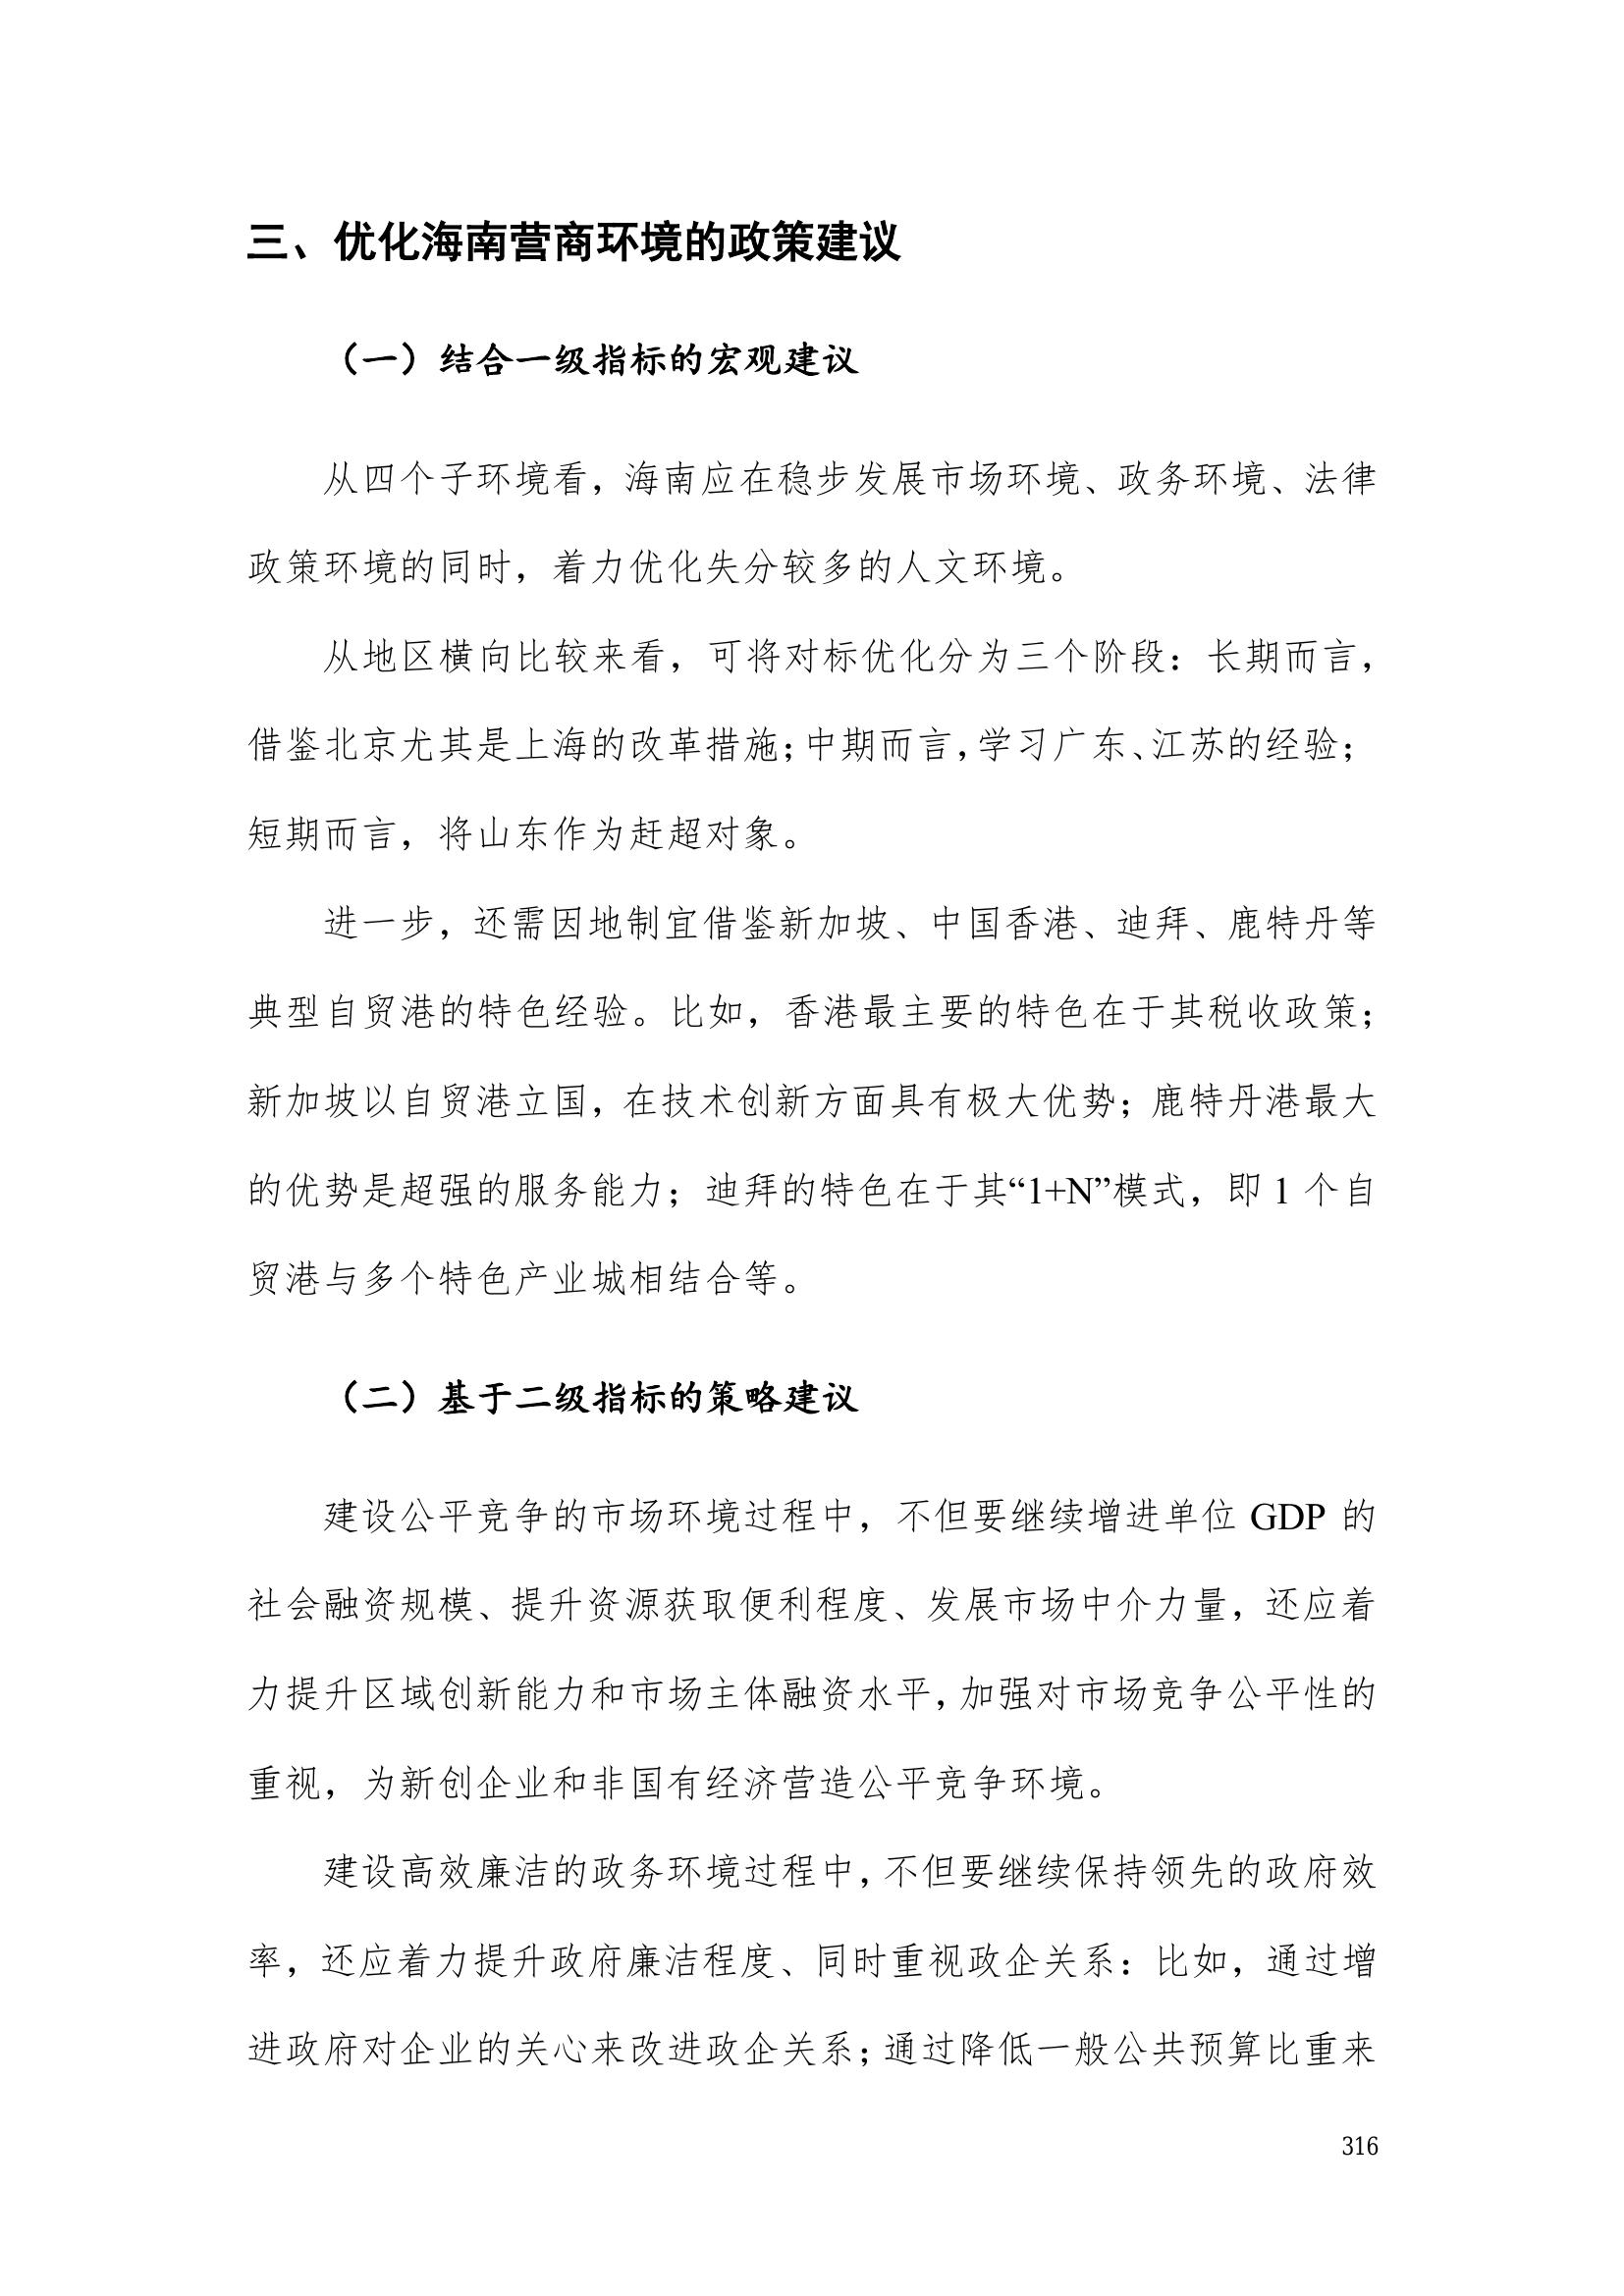 三、优化海南营商环境的政策建议
（一）结合一级指标的宏观建议
从四个子环境看，海南应在稳步发展市场环境、政务环境、法律
政策环境的同时，着力优化失分较多的人文环境。
从地区横向比较来看，可将对标优化分为三个阶段：长期而言，
借鉴北京尤其是上海的改革措施；中期而言，学习广东、江苏的经验；
短期而言，将山东作为赶超对象。
进一步，还需因地制宜借鉴新加坡、中国香港、迪拜、鹿特丹等
典型自贸港的特色经验。比如，香港最主要的特色在于其税收政策；
新加坡以自贸港立国，在技术创新方面具有极大优势；鹿特丹港最大
的优势是超强的服务能力；迪拜的特色在于其“1+N”模式，即 1 个自
贸港与多个特色产业城相结合等。
（二）基于二级指标的策略建议
建设公平竞争的市场环境过程中，不但要继续增进单位 GDP 的
社会融资规模、提升资源获取便利程度、发展市场中介力量，还应着
力提升区域创新能力和市场主体融资水平，加强对市场竞争公平性的
重视，为新创企业和非国有经济营造公平竞争环境。
建设高效廉洁的政务环境过程中，不但要继续保持领先的政府效
率，还应着力提升政府廉洁程度、同时重视政企关系：比如，通过增
进政府对企业的关心来改进政企关系；通过降低一般公共预算比重来
316